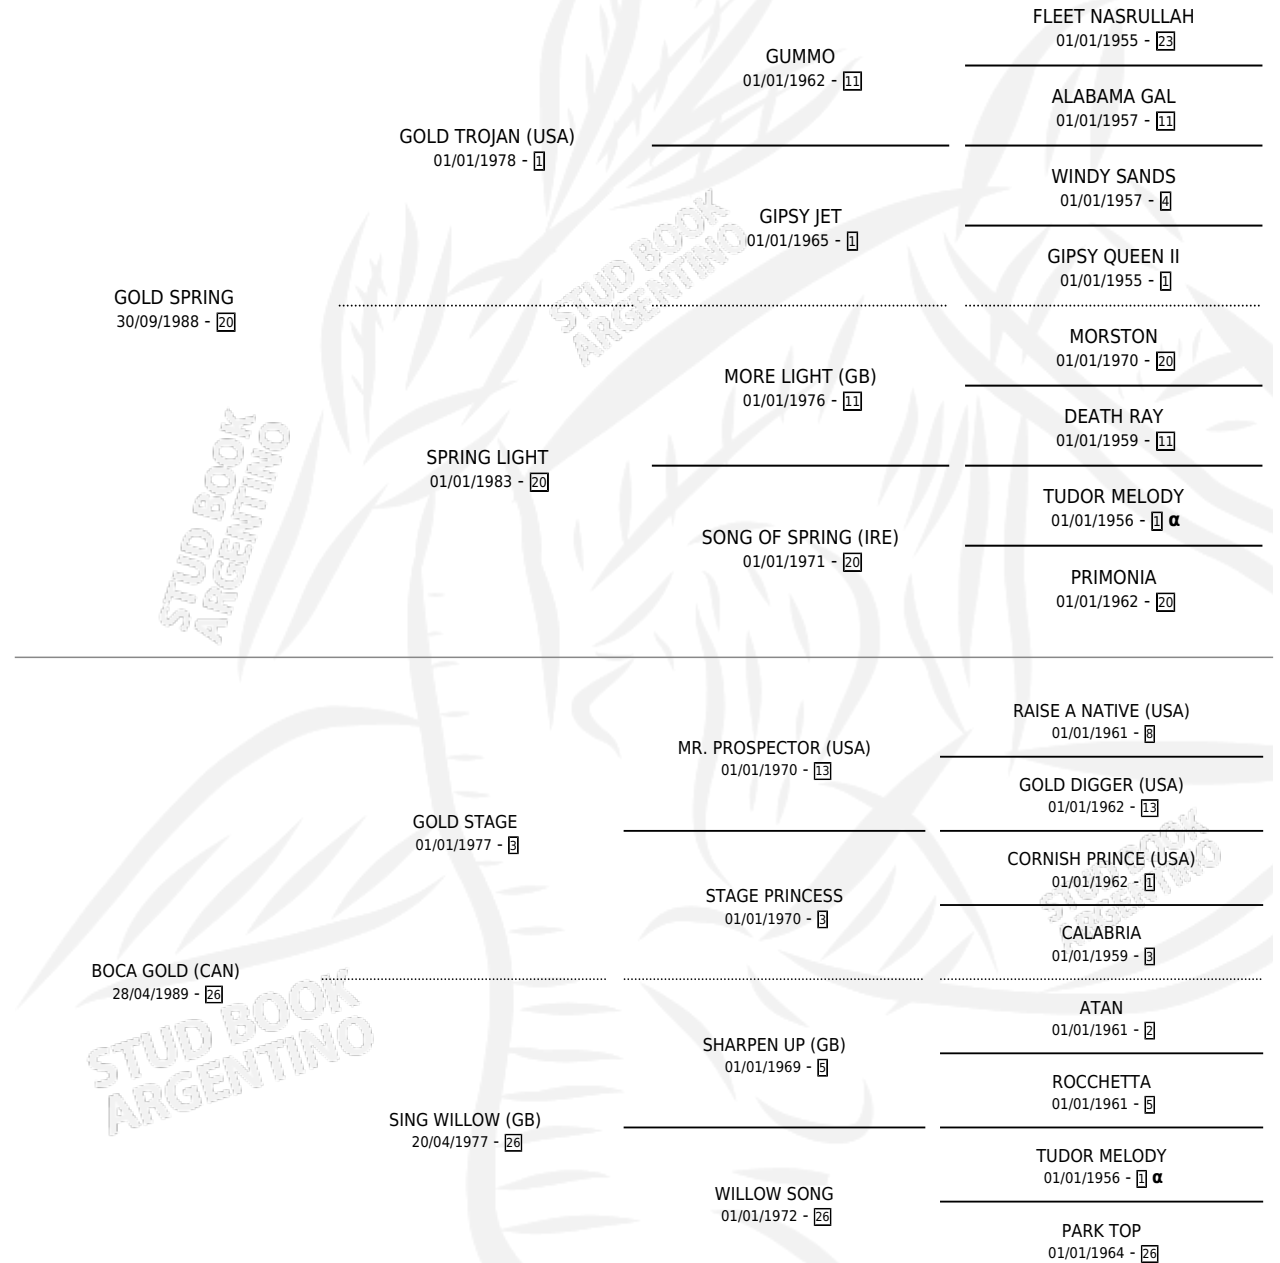 FLEET NASRULLAH
01/01/1955 - 23
GUMMO
01/01/1962 - 11
ALABAMA GAL
01/01/1957 - 11
GOLD TROJAN (USA)
01/01/1978 - 1
WINDY SANDS
01/01/1957 - 4
GIPSY JET
01/01/1965 - 1
GIPSY QUEEN II
01/01/1955 - 1
GOLD SPRING
30/09/1988 - 20
MORSTON
01/01/1970 - 20
MORE LIGHT (GB)
01/01/1976 - 11
DEATH RAY
01/01/1959 - 11
SPRING LIGHT
01/01/1983 - 20
TUDOR MELODY
01/01/1956 - 1 α
SONG OF SPRING (IRE)
01/01/1971 - 20
PRIMONIA
01/01/1962 - 20
STUD BOOK
ARGENTINO
STUD BOOK
ARGENTINO
RAISE A NATIVE (USA)
01/01/1961 - 8
MR. PROSPECTOR (USA)
01/01/1970 - 13
GOLD DIGGER (USA)
01/01/1962 - 13
GOLD STAGE
01/01/1977 - 3
CORNISH PRINCE (USA)
01/01/1962 - 1
STAGE PRINCESS
01/01/1970 - 3
CALABRIA
01/01/1959 - 3
STUD BOOK
ARGENTINO
BOCA GOLD (CAN)
28/04/1989 - 26
ATAN
01/01/1961 - 2
SHARPEN UP (GB)
01/01/1969 - 5
ROCCHETTA
01/01/1961 - 5
STUD BOOK
ARGENTINO
SING WILLOW (GB)
20/04/1977 - 26
TUDOR MELODY
01/01/1956 - 1 α
WILLOW SONG
01/01/1972 - 26
PARK TOP
01/01/1964 - 26